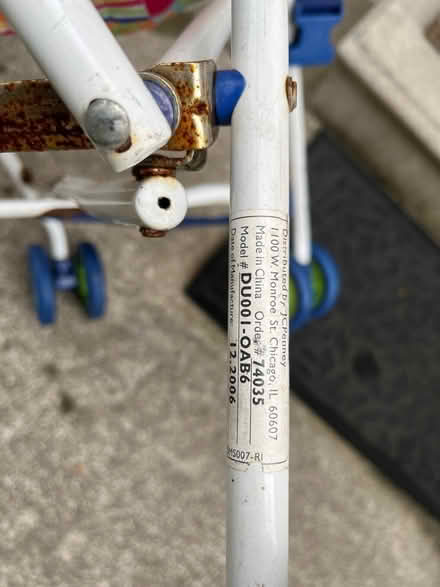 Distributed by JCPenney
1100 W. Monroe St. Chicago, IL 60607
Made in China Order # 74035
Model # DU001-OAB6
Date of Manufacture: 12.2006
MS007-RI